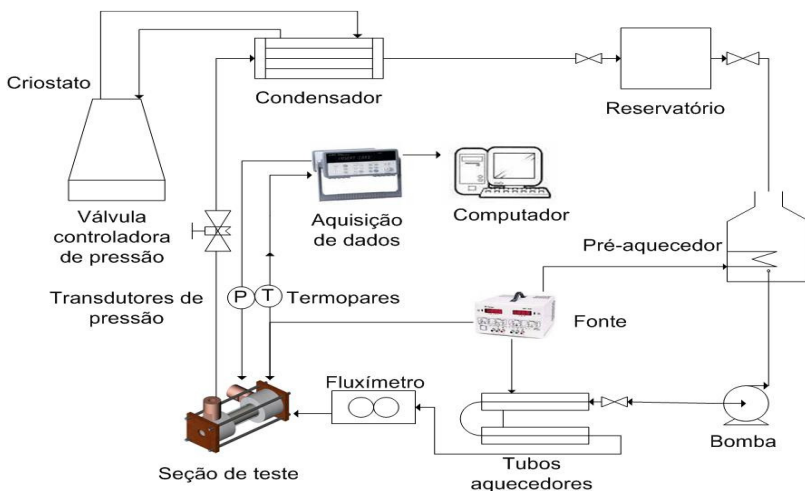 Criostato
Condensador
Reservatório
Válvula
controladora
de pressão
Aquisição
de dados
Computador
Pré-aquecedor
Transdutores de
pressão
P
T
Termopares
Fonte
Fluxímetro
Seção de teste
Tubos
aquecedores
Bomba